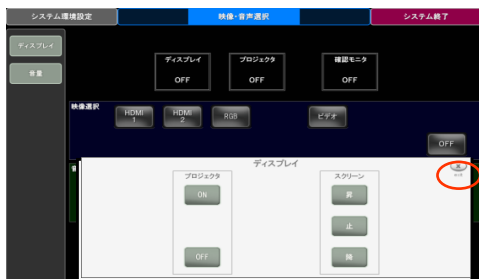 システム環境設定
映像・音声選択
システム終了
ディスプレイ
音量
ディスプレイ
OFF
プロジェクタ
OFF
確認モニタ
OFF
映像選択
HDMI
1
HDMI
2
RGB
ビデオ
OFF
ディスプレイ
プロジェクタ
ON
OFF
スクリーン
昇
止
降